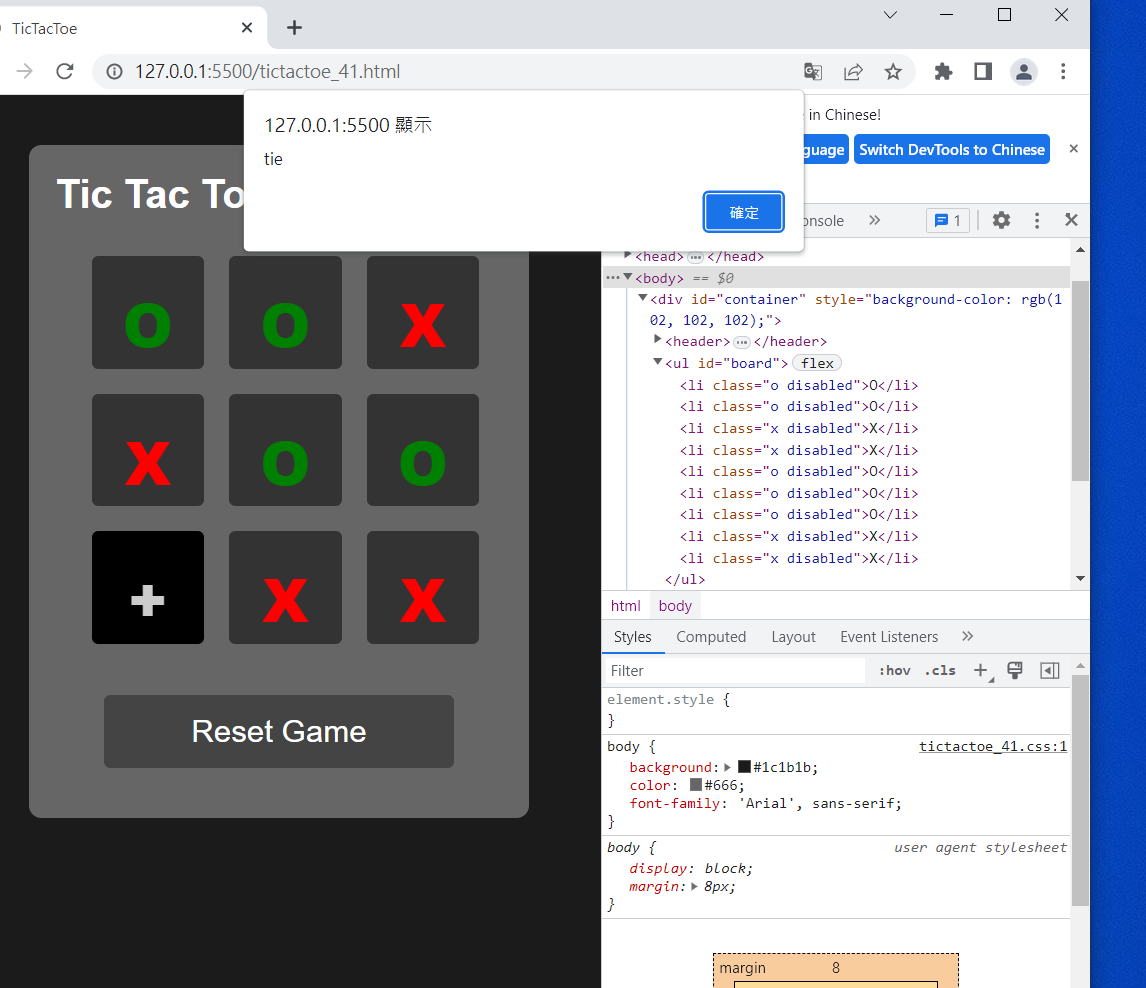 TicTacToe
127.0.0.1:5500/tictactoe_41.html
127.0.0.1:5500 顯示
tie
確定
in Chinese!
guage
Switch DevTools to Chinese
Tic Tac To
onsole
1
<head> … </head>
<body> == $0
<div id="container" style="background-color: rgb(1
02, 102, 102);">
<header> … </header>
<ul id="board"> flex
<li class="o disabled">O</li>
<li class="o disabled">O</li>
<li class="x disabled">X</li>
<li class="x disabled">X</li>
<li class="o disabled">O</li>
<li class="o disabled">O</li>
<li class="o disabled">O</li>
<li class="x disabled">X</li>
<li class="x disabled">X</li>
</ul>
O O X
X O O
+ X X
Reset Game
html body
Styles Computed Layout Event Listeners
Filter
:hov .cls
element.style {
}
body {
tictactoe_41.css:1
background: #1c1b1b;
color: #666;
font-family: 'Arial', sans-serif;
}
body {
user agent stylesheet
display: block;
margin: 8px;
}
margin 8